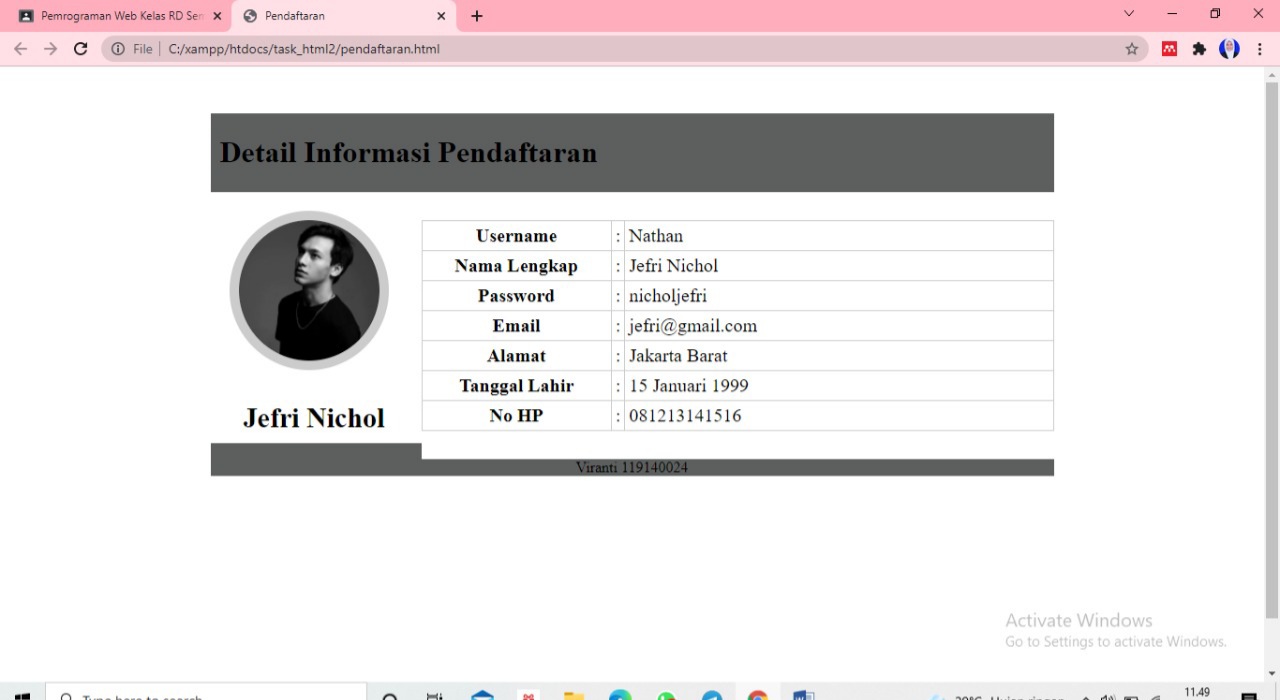 Pemrograman Web Kelas RD Sem
Pendaftaran
File
C:/xampp/htdocs/task_html2/pendaftaran.html
Detail Informasi Pendaftaran
Username : Nathan
Nama Lengkap : Jefri Nichol
Password : nicholjefri
Email : jefri@gmail.com
Alamat : Jakarta Barat
Tanggal Lahir : 15 Januari 1999
No HP : 081213141516
Jefri Nichol
Viranti 119140024
Activate Windows
Go to Settings to activate Windows.
Type here to search
11.49